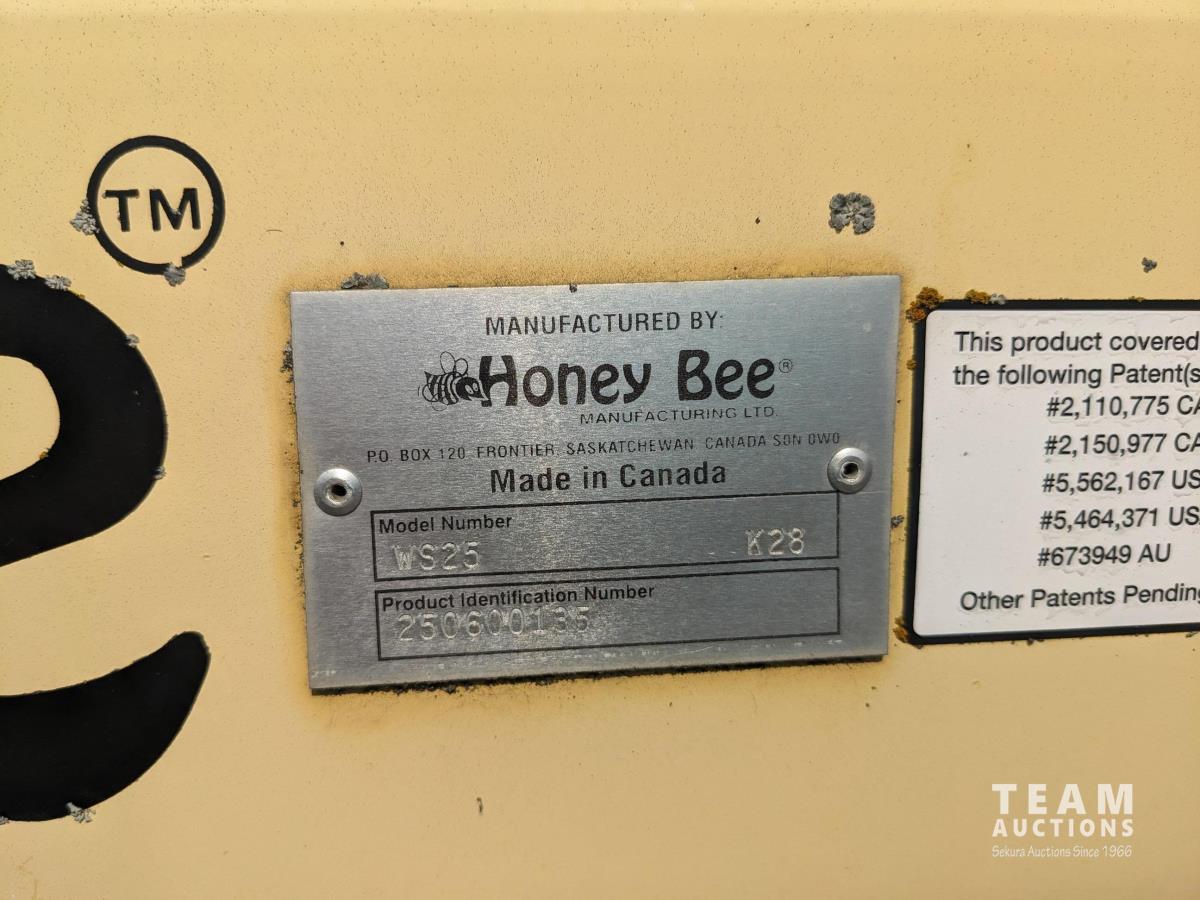 TM
MANUFACTURED BY:
Honey Bee®
MANUFACTURING LTD.
P.O. BOX 120, FRONTIER, SASKATCHEWAN, CANADA S0N 0W0
Made in Canada
Model Number
WS25 K28
Product Identification Number
250600135
This product covered
the following Patent(s
#2,110,775 CA
#2,150,977 CA
#5,562,167 US
#5,464,371 US
#673949 AU
Other Patents Pending
TEAM
AUCTIONS
Sekura Auctions Since 1966